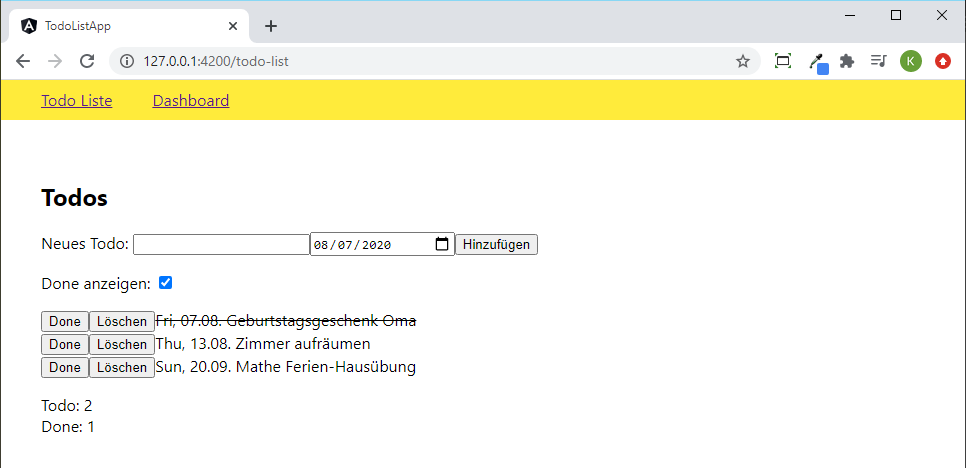 TodoListApp
127.0.0.1:4200/todo-list
K
Todo Liste Dashboard
Todos
Neues Todo: 08/07/2020 Hinzufügen
Done anzeigen:
Done Löschen Fri, 07.08. Geburtstagsgeschenk Oma
Done Löschen Thu, 13.08. Zimmer aufräumen
Done Löschen Sun, 20.09. Mathe Ferien-Hausübung
Todo: 2
Done: 1